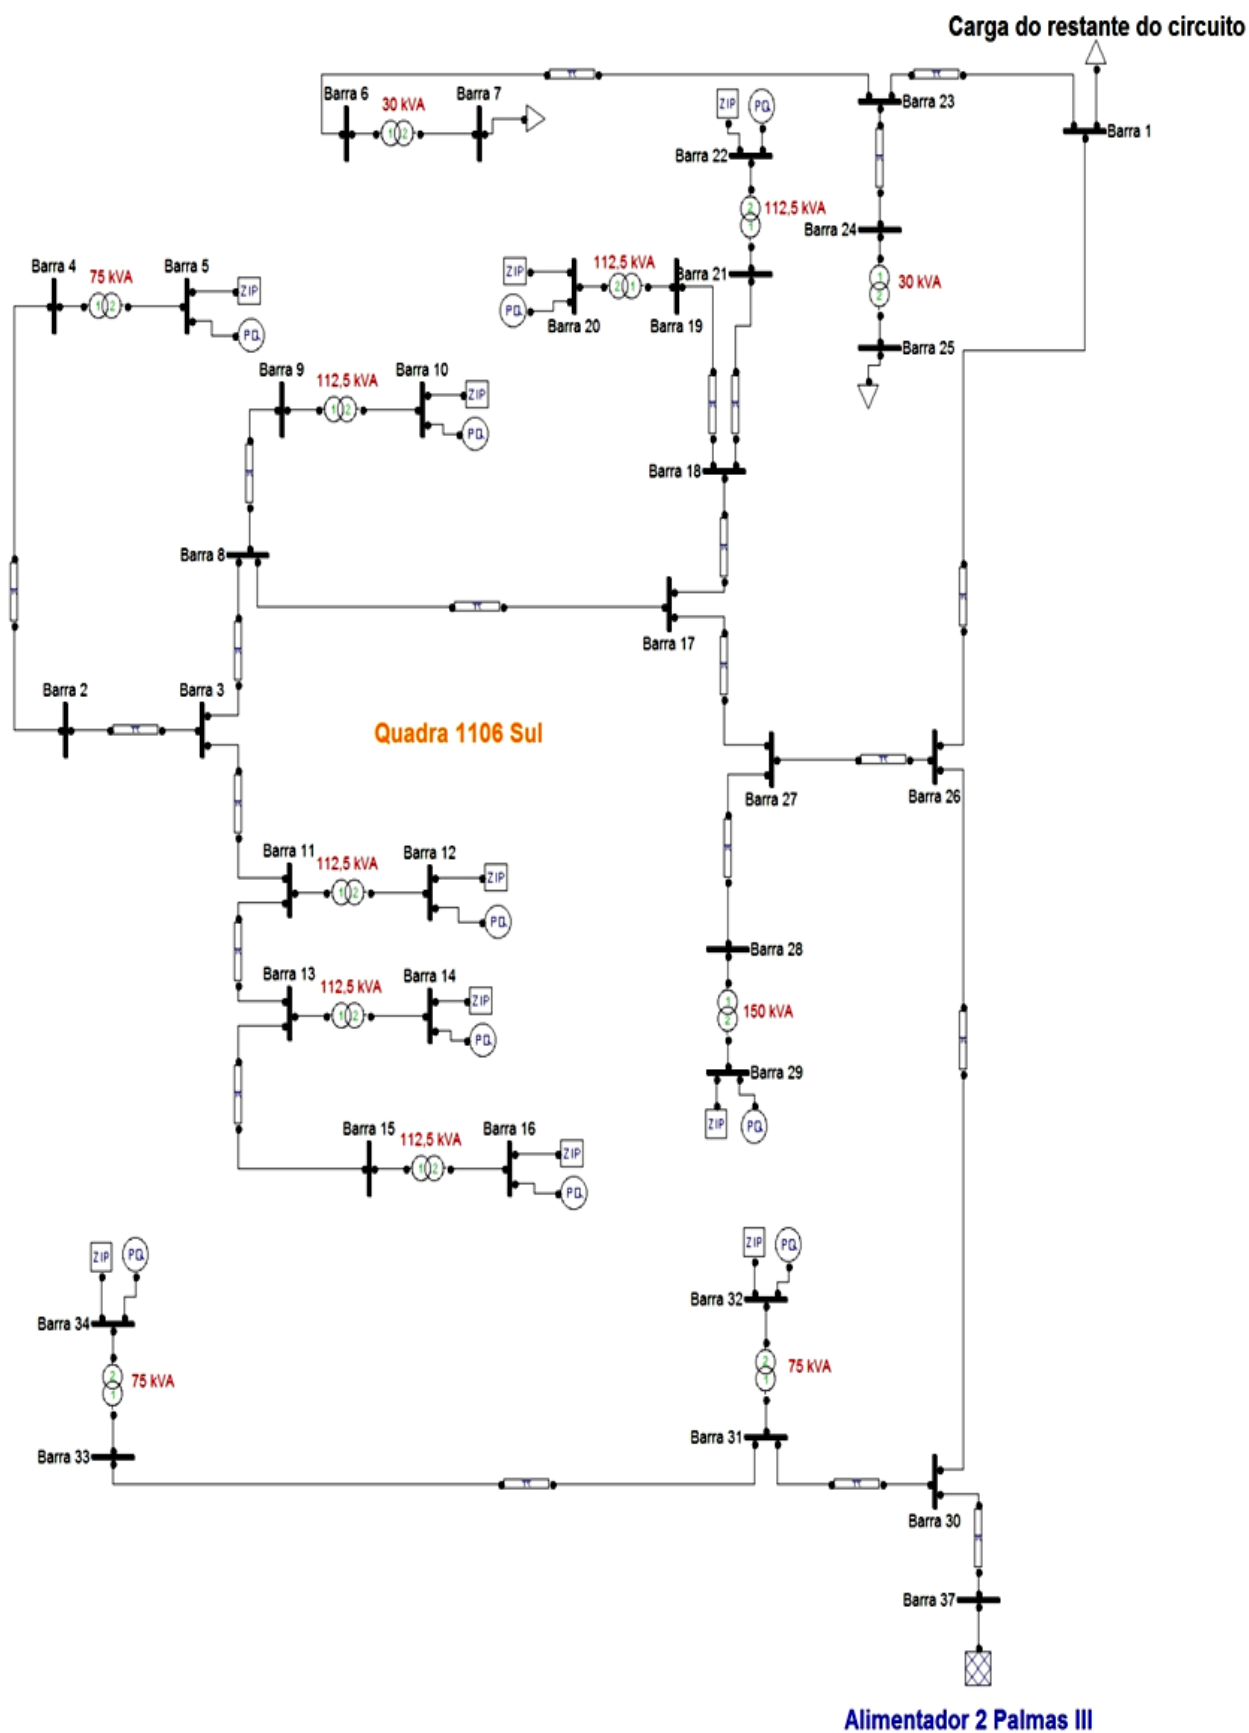 Carga do restante do circuito
Barra 6
30 kVA
Barra 7
Barra 23
Barra 1
ZIP
PQ
Barra 22
112,5 kVA
Barra 24
30 kVA
Barra 25
Barra 4
75 kVA
Barra 5
ZIP
PQ
ZIP
PQ
112,5 kVA
Barra 20
Barra 19
Barra 21
Barra 9
112,5 kVA
Barra 10
ZIP
PQ
Barra 18
Barra 8
Barra 17
Barra 2
Barra 3
Quadra 1106 Sul
Barra 27
Barra 26
Barra 11
112,5 kVA
Barra 12
ZIP
PQ
Barra 28
150 kVA
Barra 29
ZIP
PQ
Barra 13
112,5 kVA
Barra 14
ZIP
PQ
Barra 15
112,5 kVA
Barra 16
ZIP
PQ
ZIP
PQ
Barra 34
75 kVA
Barra 33
ZIP
PQ
Barra 32
75 kVA
Barra 31
Barra 30
Barra 37
Alimentador 2 Palmas III